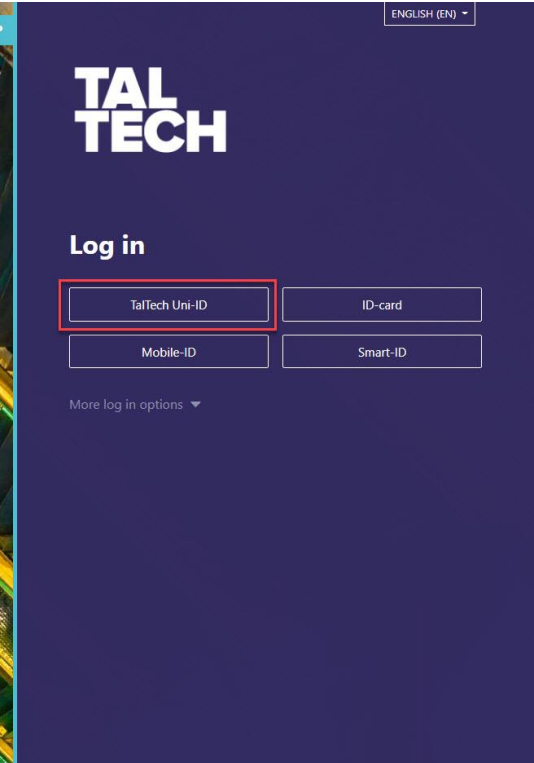 ENGLISH (EN)
TAL
TECH
Log in
TalTech Uni-ID
ID-card
Mobile-ID
Smart-ID
More log in options